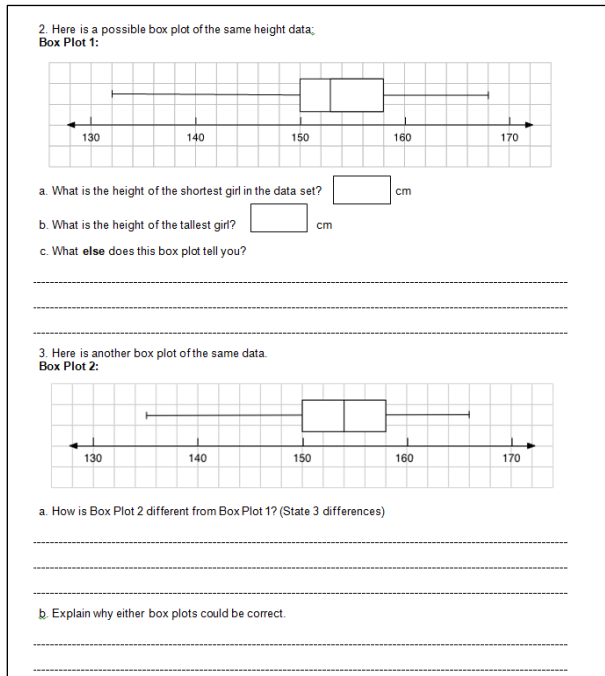 2. Here is a possible box plot of the same height data;
Box Plot 1:
130 140 150 160 170
a. What is the height of the shortest girl in the data set? cm
b. What is the height of the tallest girl? cm
c. What else does this box plot tell you?
3. Here is another box plot of the same data.
Box Plot 2:
130 140 150 160 170
a. How is Box Plot 2 different from Box Plot 1? (State 3 differences)
b. Explain why either box plots could be correct.